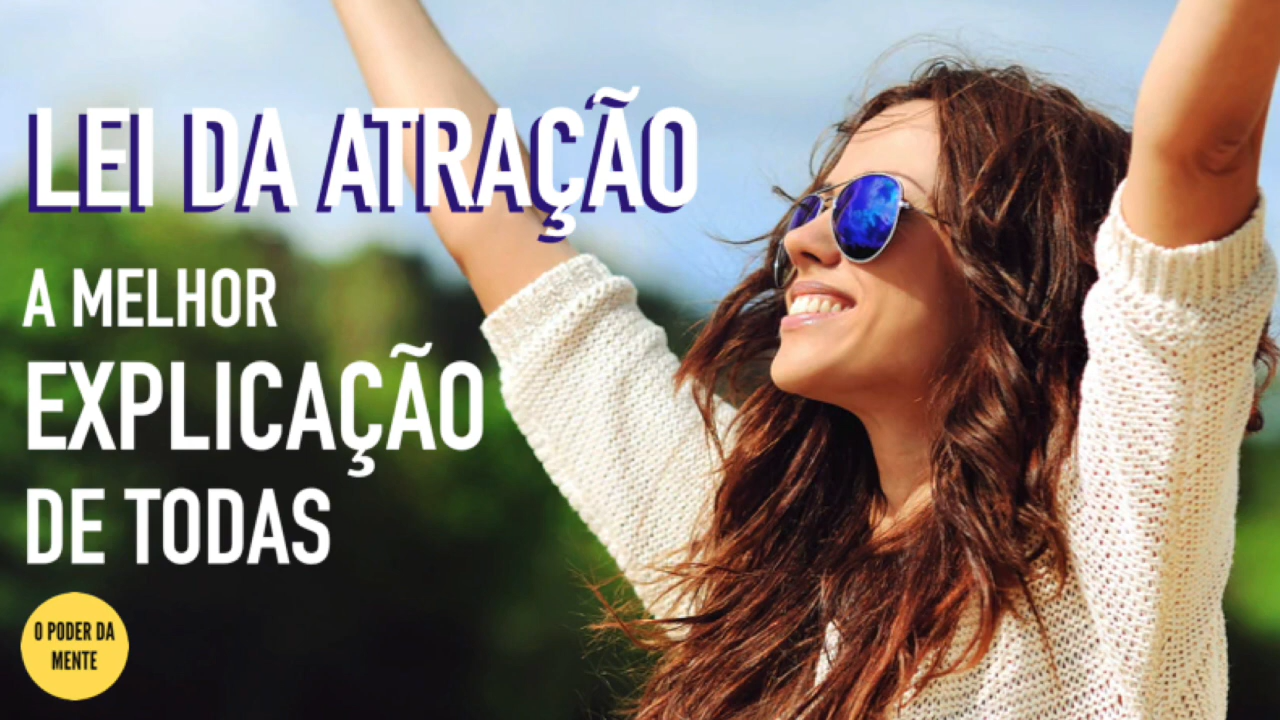 LEI DA ATRAÇÃO
A MELHOR
EXPLICAÇÃO
DE TODAS
O PODER DA
MENTE